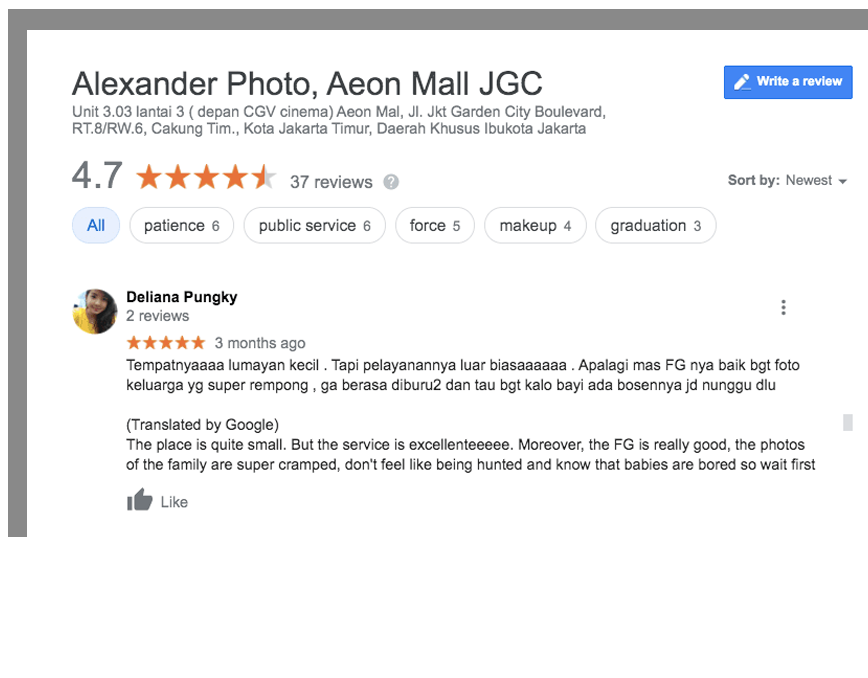 Alexander Photo, Aeon Mall JGC
Write a review
Unit 3.03 lantai 3 ( depan CGV cinema) Aeon Mal, Jl. Jkt Garden City Boulevard,
RT.8/RW.6, Cakung Tim., Kota Jakarta Timur, Daerah Khusus Ibukota Jakarta
4.7 37 reviews ?
Sort by: Newest
All patience 6 public service 6 force 5 makeup 4 graduation 3
Deliana Pungky
2 reviews
3 months ago
Tempatnyaaaa lumayan kecil . Tapi pelayanannya luar biasaaaaaa . Apalagi mas FG nya baik bgt foto
keluarga yg super rempong , ga berasa diburu2 dan tau bgt kalo bayi ada bosennya jd nunggu dlu
(Translated by Google)
The place is quite small. But the service is excellenteeeee. Moreover, the FG is really good, the photos
of the family are super cramped, don't feel like being hunted and know that babies are bored so wait first
Like